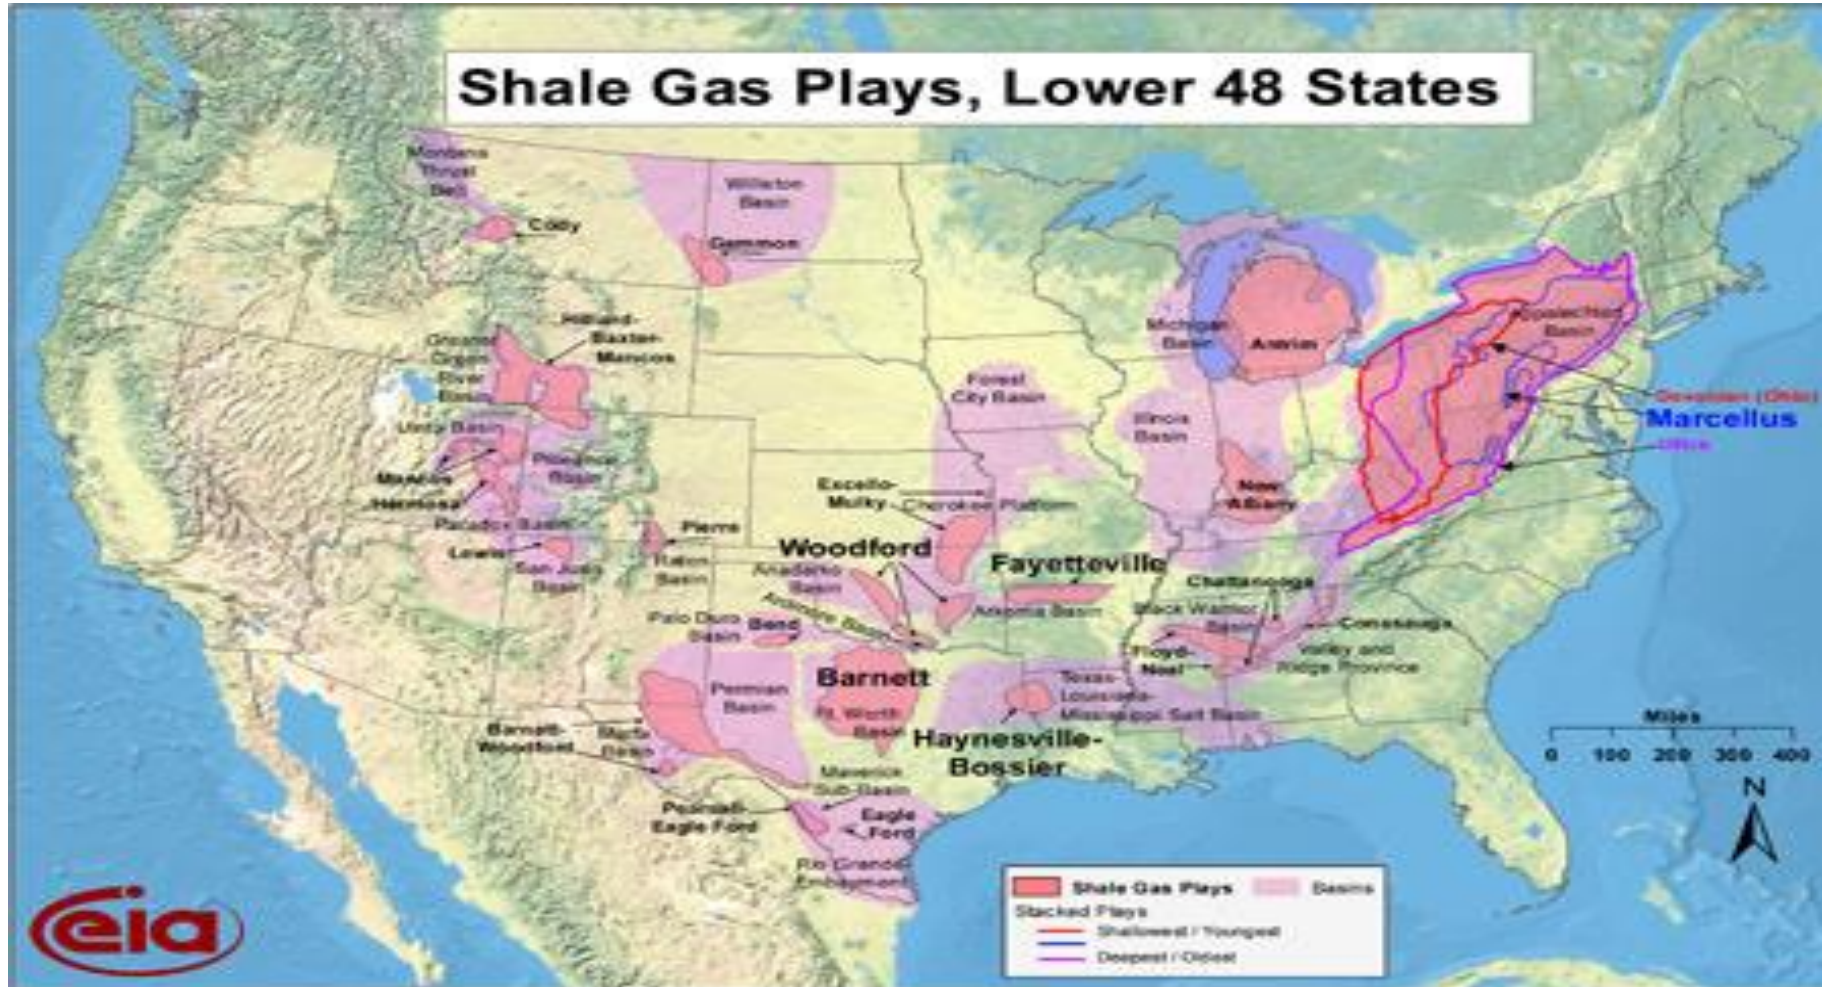 Shale Gas Plays, Lower 48 States
Montana
Thrust
Belt
Cody
Williston
Basin
Gammon
Hilliard-
Baxter-
Mancos
Greater
Green
River
Basin
Uinta Basin
Piceance
Basin
Mancos
Hermosa
Paradox Basin
Lewis
San Juan
Basin
Pierre
Raton
Basin
Forest
City Basin
Excello-
Mulky
Cherokee Platform
Michigan
Basin
Antrim
Illinois
Basin
New
Albany
Appalachian
Basin
Devonian (Ohio)
Marcellus
Utica
Woodford
Anadarko
Basin
Ardmore Basin
Palo Duro
Basin
Bend
Fayetteville
Arkoma Basin
Chattanooga
Black Warrior
Basin
Conasauga
Floyd-
Neal
Valley and
Ridge Province
Barnett
Ft. Worth
Basin
Permian
Basin
Barnett-
Woodford
Marfa
Basin
Texas-
Louisiana-
Mississippi Salt Basin
Haynesville-
Bossier
Maverick
Sub-Basin
Pearsall-
Eagle Ford
Eagle
Ford
Rio Grande
Embayment
Miles
0 100 200 300 400
N
Shale Gas Plays Basins
Stacked Plays
Shallowest / Youngest
Deepest / Oldest
eia